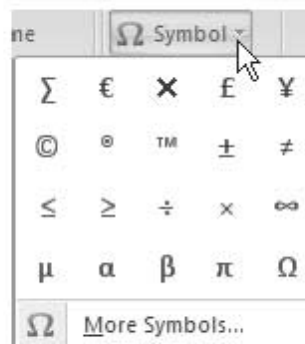 ne Ω Symbol
Σ € × £ ¥
© ® ™ ± ≠
≤ ≥ ÷ × ∞
µ α β π Ω
Ω More Symbols...